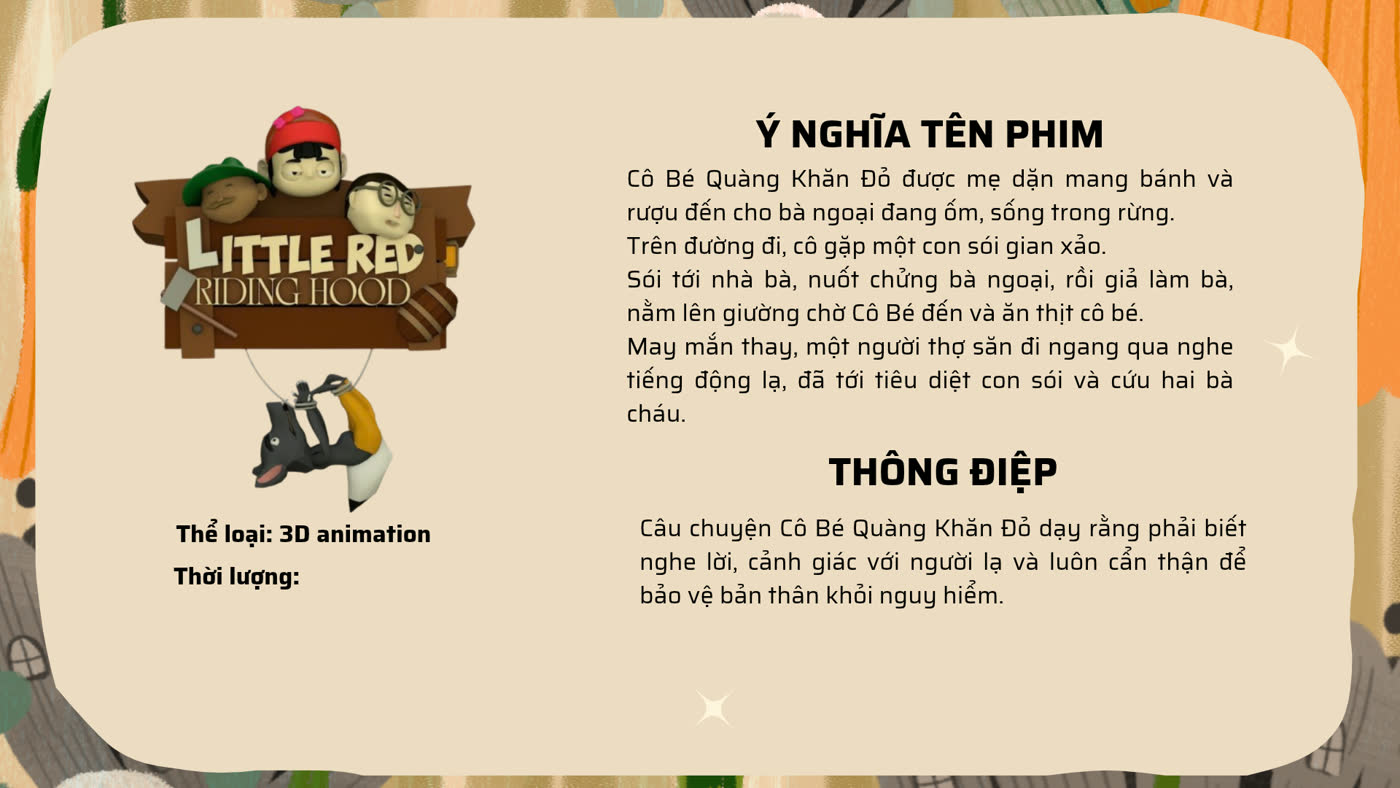 LITTLE RED
RIDING HOOD
Thể loại: 3D animation
Thời lượng:
Ý NGHĨA TÊN PHIM
Cô Bé Quàng Khăn Đỏ được mẹ dặn mang bánh và
rượu đến cho bà ngoại đang ốm, sống trong rừng.
Trên đường đi, cô gặp một con sói gian xảo.
Sói tới nhà bà, nuốt chửng bà ngoại, rồi giả làm bà,
nằm lên giường chờ Cô Bé đến và ăn thịt cô bé.
May mắn thay, một người thợ săn đi ngang qua nghe
tiếng động lạ, đã tới tiêu diệt con sói và cứu hai bà
cháu.
THÔNG ĐIỆP
Câu chuyện Cô Bé Quàng Khăn Đỏ dạy rằng phải biết
nghe lời, cảnh giác với người lạ và luôn cẩn thận để
bảo vệ bản thân khỏi nguy hiểm.